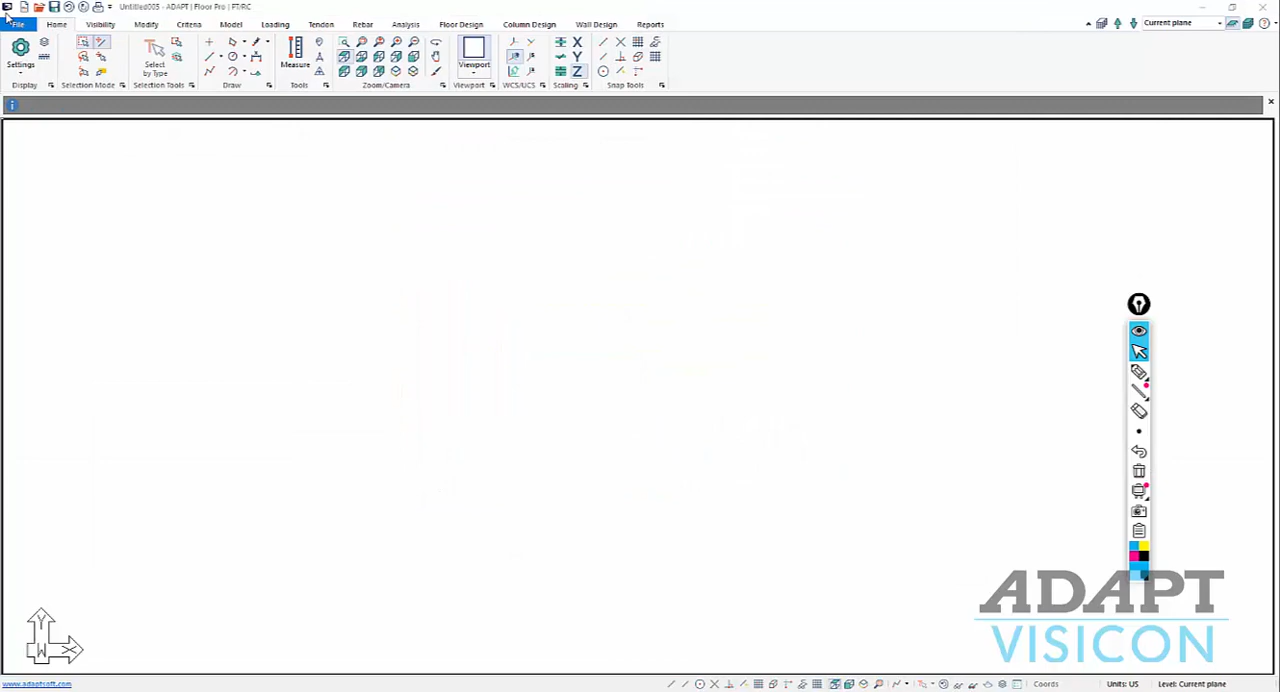 Untitled005 - ADAPT | Floor Pro | PT/RC
File Home Visibility Modify Criteria Model Loading Tendon Rebar Analysis Floor Design Column Design Wall Design Reports Current plane
Settings Select by Type Measure Viewport X Y Z
Display Selection Mode Selection Tools Draw Tools Zoom/Camera Viewport WCS/UCS Scaling Snap Tools
Y
W X
ADAPT
VISICON
www.adaptsoft.com Coords Units: US Level: Current plane